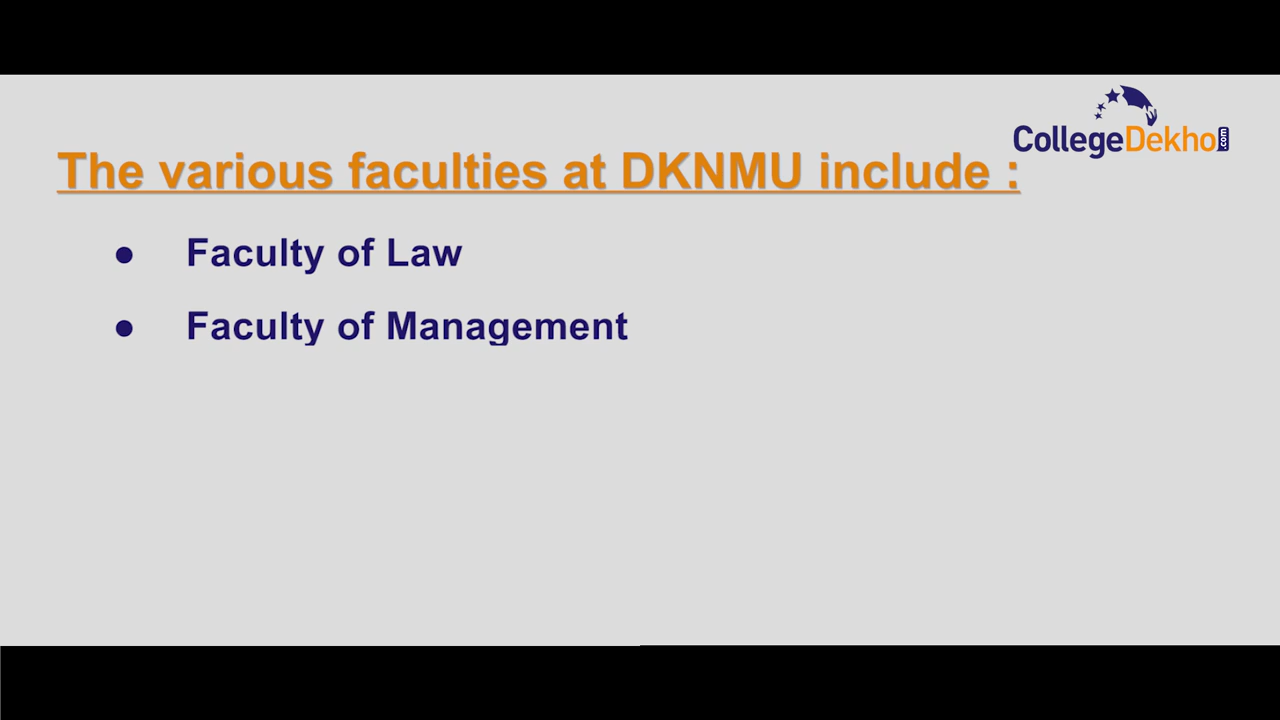 CollegeDekho.com
The various faculties at DKNMU include :
● Faculty of Law
● Faculty of Management